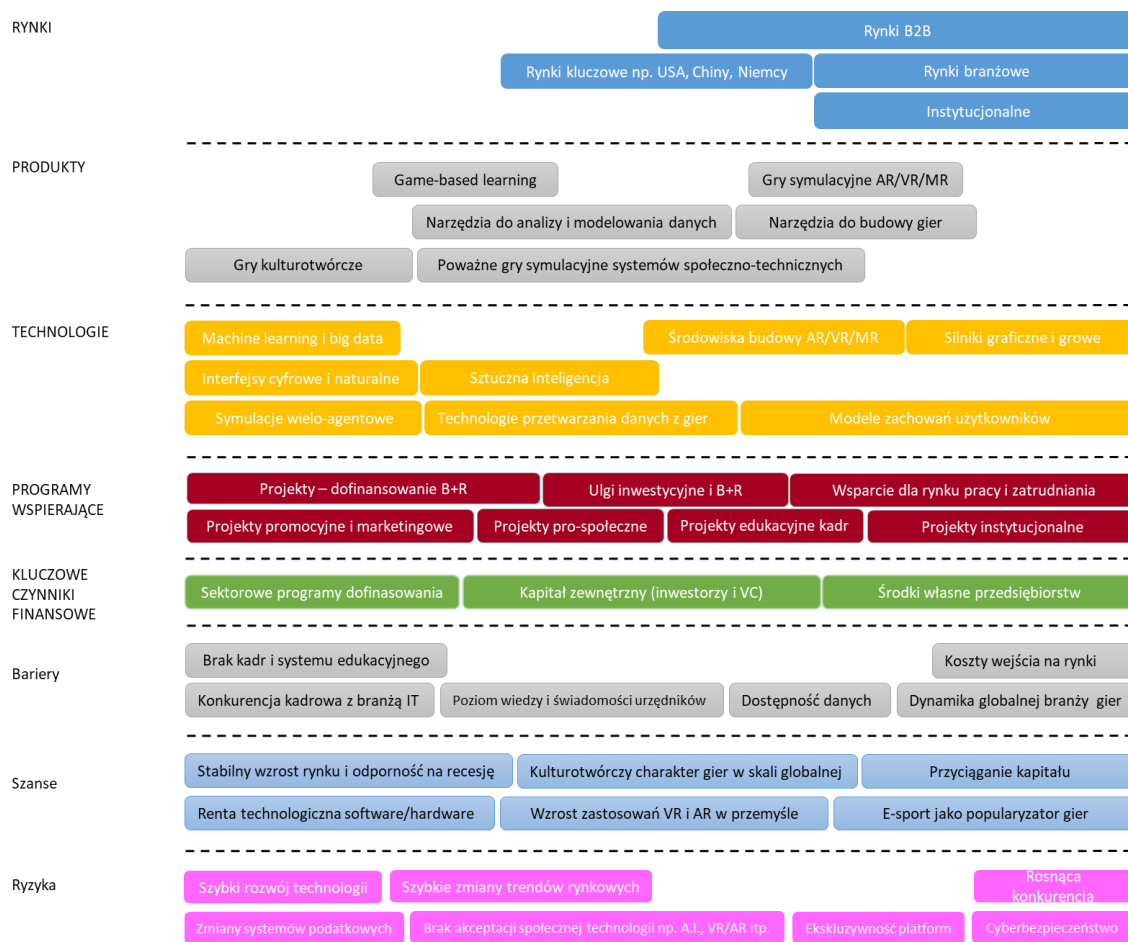 RYNKI
Rynki B2B
Rynki kluczowe np. USA, Chiny, Niemcy
Rynki branżowe
Instytucjonalne
PRODUKTY
Game-based learning
Gry symulacyjne AR/VR/MR
Narzędzia do analizy i modelowania danych
Narzędzia do budowy gier
Gry kulturotwórcze
Poważne gry symulacyjne systemów społeczno-technicznych
TECHNOLOGIE
Machine learning i big data
Środowiska budowy AR/VR/MR
Silniki graficzne i growe
Interfejsy cyfrowe i naturalne
Sztuczna Inteligencja
Symulacje wielo-agentowe
Technologie przetwarzania danych z gier
Modele zachowań użytkowników
PROGRAMY
WSPIERAJĄCE
Projekty – dofinansowanie B+R
Ulgi inwestycyjne i B+R
Wsparcie dla rynku pracy i zatrudniania
Projekty promocyjne i marketingowe
Projekty pro-społeczne
Projekty edukacyjne kadr
Projekty instytucjonalne
KLUCZOWE
CZYNNIKI
FINANSOWE
Sektorowe programy dofinasowania
Kapitał zewnętrzny (inwestorzy i VC)
Środki własne przedsiębiorstw
Bariery
Brak kadr i systemu edukacyjnego
Koszty wejścia na rynki
Konkurencja kadrowa z branżą IT
Poziom wiedzy i świadomości urzędników
Dostępność danych
Dynamika globalnej branży gier
Szanse
Stabilny wzrost rynku i odporność na recesję
Kulturotwórczy charakter gier w skali globalnej
Przyciąganie kapitału
Renta technologiczna software/hardware
Wzrost zastosowań VR i AR w przemyśle
E-sport jako popularyzator gier
Ryzyka
Szybki rozwój technologii
Szybkie zmiany trendów rynkowych
Rosnąca
konkurencja
Zmiany systemów podatkowych
Brak akceptacji społecznej technologii np. A.I., VR/AR itp.
Ekskluzywność platform
Cyberbezpieczeństwo